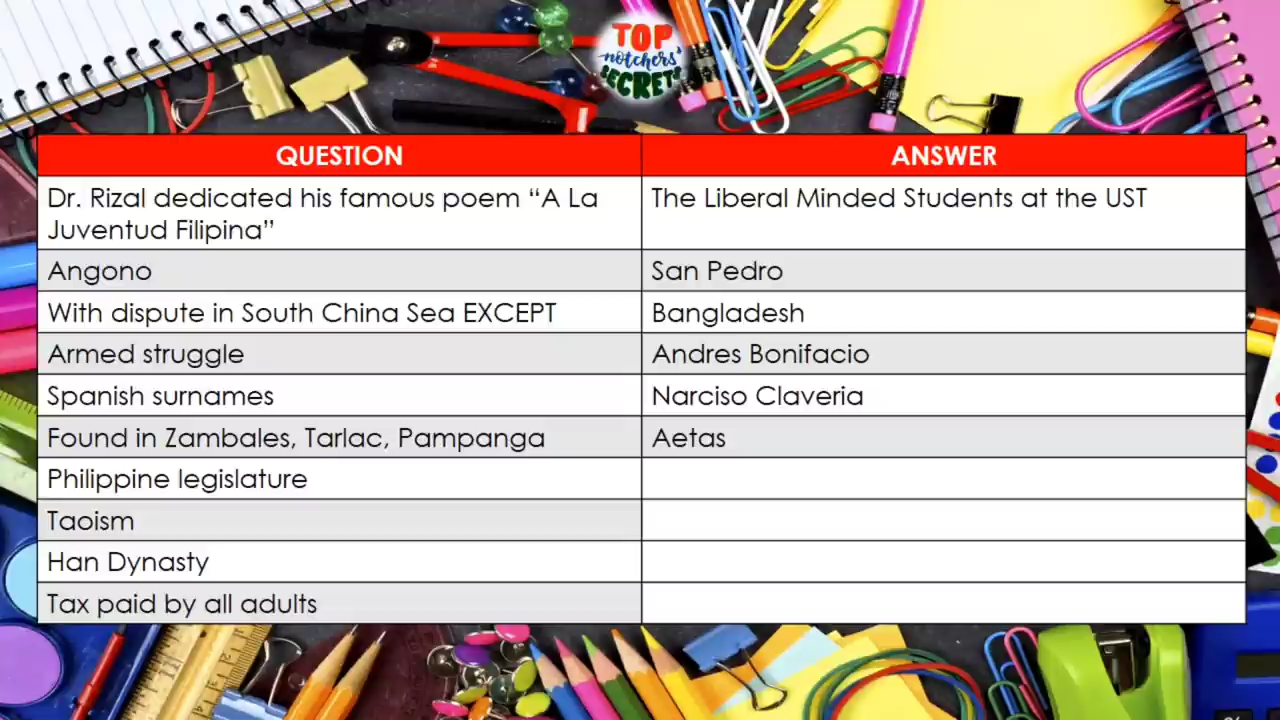 TOP
notchers'
SECRETS
QUESTION
ANSWER
Dr. Rizal dedicated his famous poem “A La
Juventud Filipina”
The Liberal Minded Students at the UST
Angono
San Pedro
With dispute in South China Sea EXCEPT
Bangladesh
Armed struggle
Andres Bonifacio
Spanish surnames
Narciso Claveria
Found in Zambales, Tarlac, Pampanga
Aetas
Philippine legislature
Taoism
Han Dynasty
Tax paid by all adults